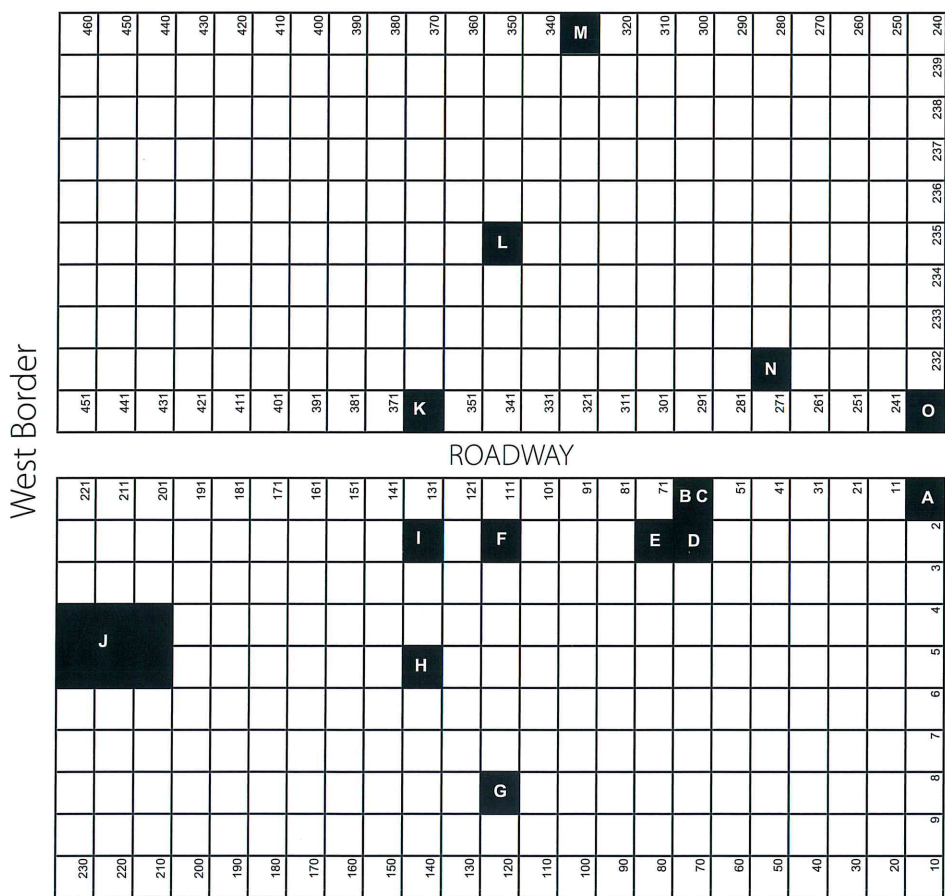 West Border
460 450 440 430 420 410 400 390 380 370 350 340 M 320 310 300 290 280 270 260 250 240
239
238
237
236
L 235
234
233
N 232
451 441 431 421 411 401 391 381 371 K 351 341 331 321 311 301 291 281 271 261 251 241 O
ROADWAY
221 211 201 191 181 171 161 151 141 131 121 111 101 91 81 71 B C 51 41 31 21 11 A
I F E D 2
3
J 4
H 5
6
7
G 8
9
230 220 210 200 190 180 170 160 150 140 130 120 110 100 90 80 70 60 50 40 30 20 10